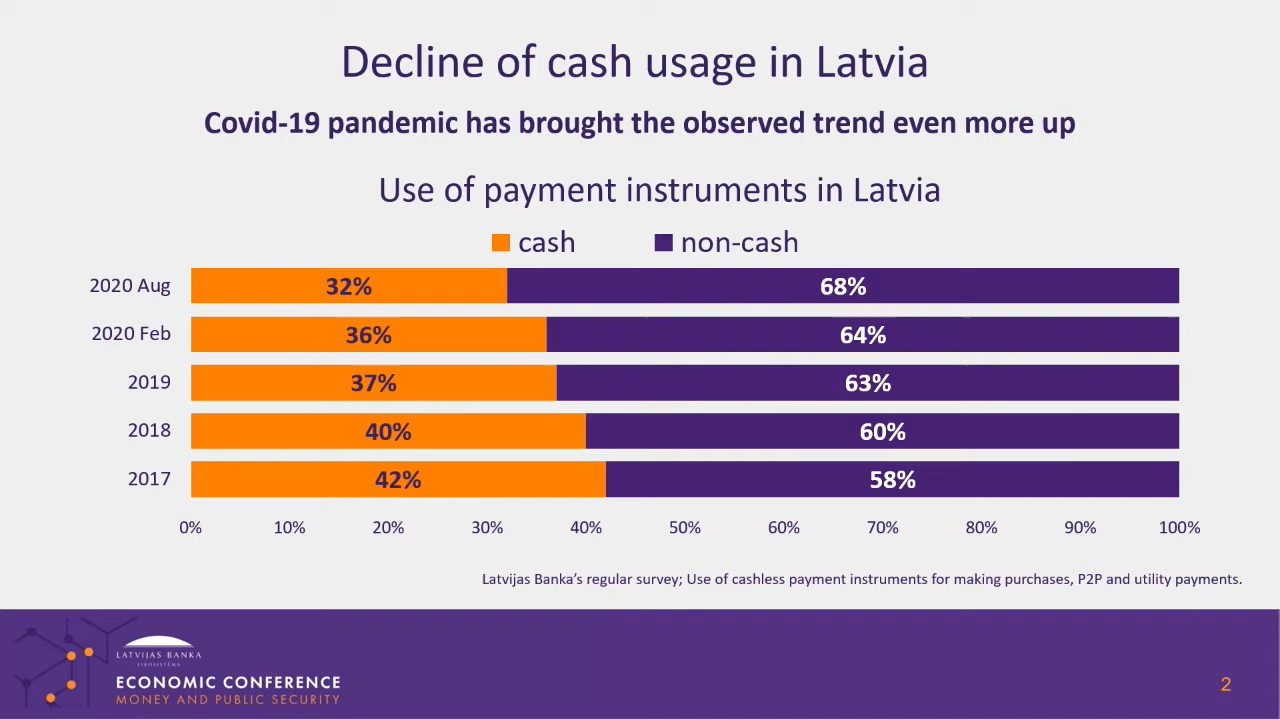 Decline of cash usage in Latvia
Covid-19 pandemic has brought the observed trend even more up
Use of payment instruments in Latvia
cash non-cash
2020 Aug 32% 68%
2020 Feb 36% 64%
2019 37% 63%
2018 40% 60%
2017 42% 58%
0% 10% 20% 30% 40% 50% 60% 70% 80% 90% 100%
Latvijas Banka’s regular survey; Use of cashless payment instruments for making purchases, P2P and utility payments.
LATVIJAS BANKA
EIROSISTĒMA
ECONOMIC CONFERENCE
MONEY AND PUBLIC SECURITY
2